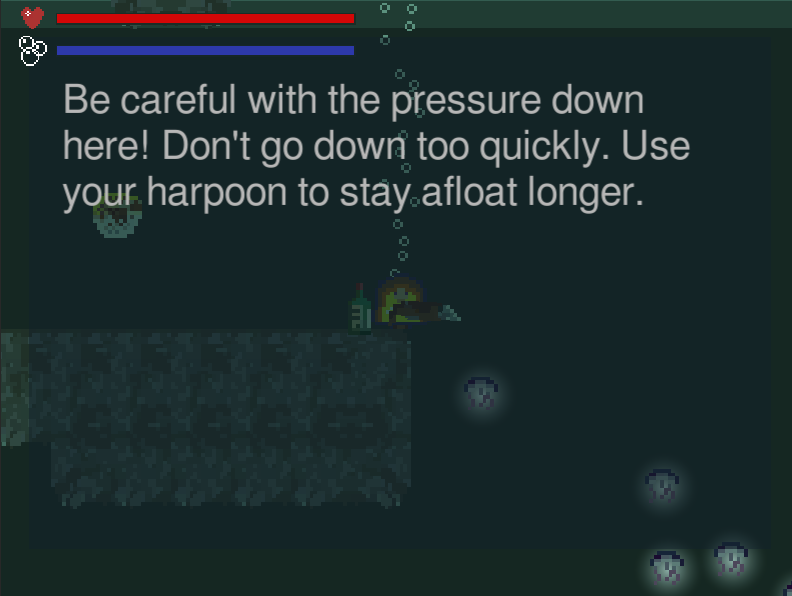 Be careful with the pressure down
here! Don't go down too quickly. Use
your harpoon to stay afloat longer.